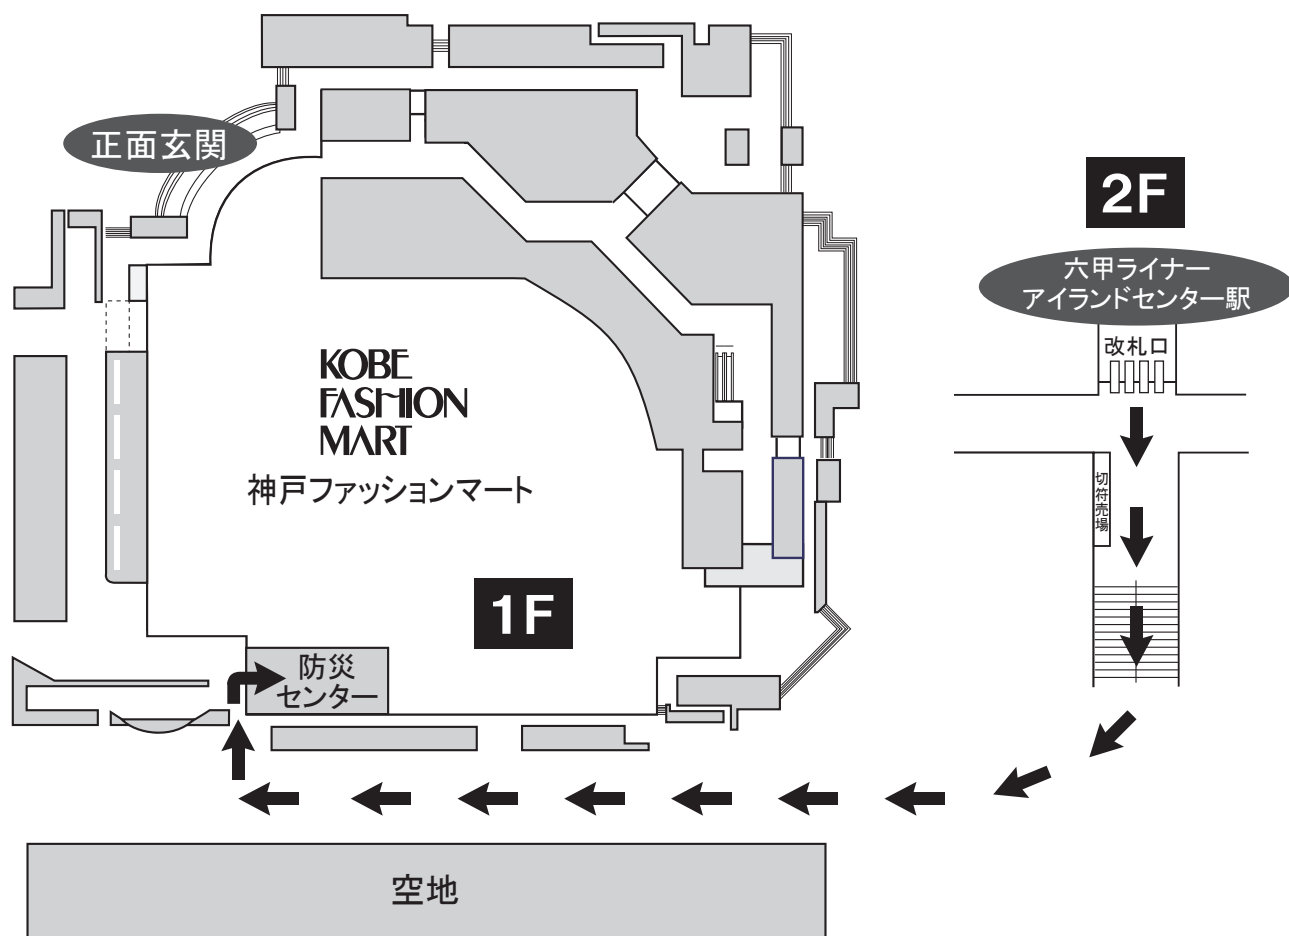 正面玄関
2F
六甲ライナー
アイランドセンター駅
改札口
切符売場
KOBE
FASHION
MART
神戸ファッションマート
1F
防災
センター
空地